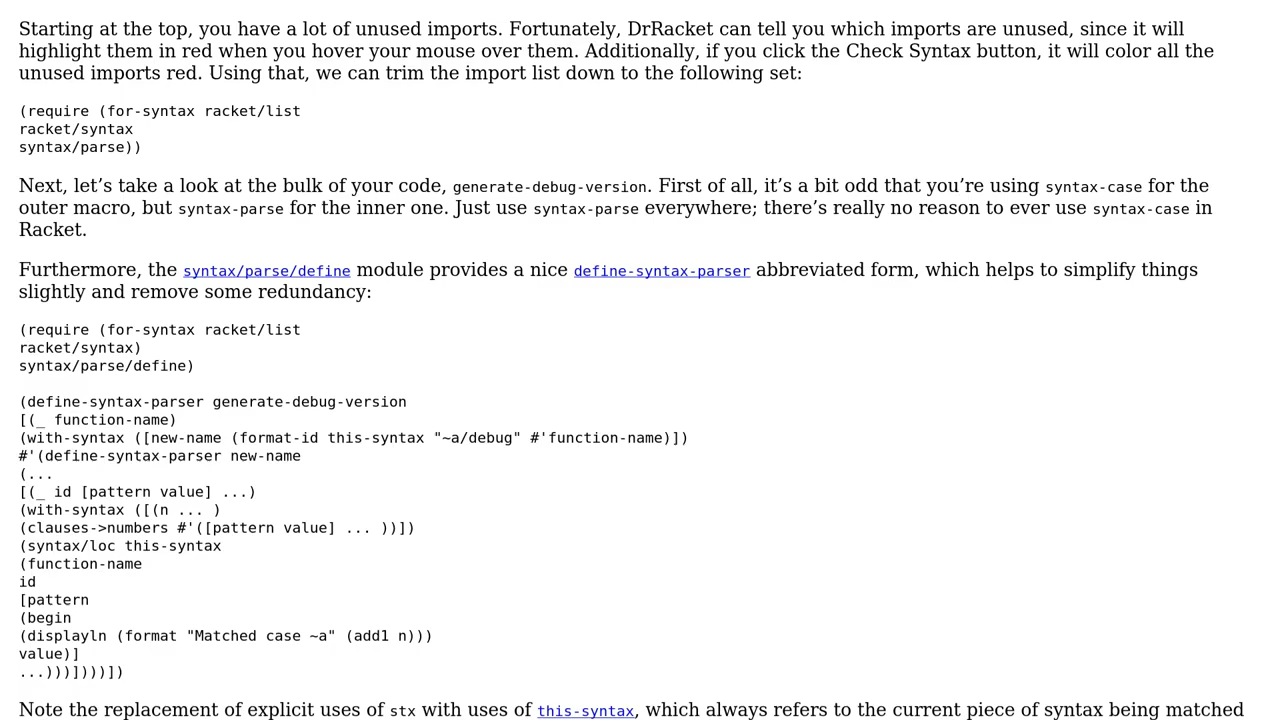 Starting at the top, you have a lot of unused imports. Fortunately, DrRacket can tell you which imports are unused, since it will
highlight them in red when you hover your mouse over them. Additionally, if you click the Check Syntax button, it will color all the
unused imports red. Using that, we can trim the import list down to the following set:
(require (for-syntax racket/list
racket/syntax
syntax/parse))
Next, let’s take a look at the bulk of your code, generate-debug-version. First of all, it’s a bit odd that you’re using syntax-case for the
outer macro, but syntax-parse for the inner one. Just use syntax-parse everywhere; there’s really no reason to ever use syntax-case in
Racket.
Furthermore, the syntax/parse/define module provides a nice define-syntax-parser abbreviated form, which helps to simplify things
slightly and remove some redundancy:
(require (for-syntax racket/list
racket/syntax)
syntax/parse/define)
(define-syntax-parser generate-debug-version
[(_ function-name)
(with-syntax ([new-name (format-id this-syntax "~a/debug" #'function-name)])
#'(define-syntax-parser new-name
(...
[(_ id [pattern value] ...)
(with-syntax ([(n ... )
(clauses->numbers #'([pattern value] ... ))])
(syntax/loc this-syntax
(function-name
id
[pattern
(begin
(displayln (format "Matched case ~a" (add1 n)))
value)]
...)))])))])
Note the replacement of explicit uses of stx with uses of this-syntax, which always refers to the current piece of syntax being matched